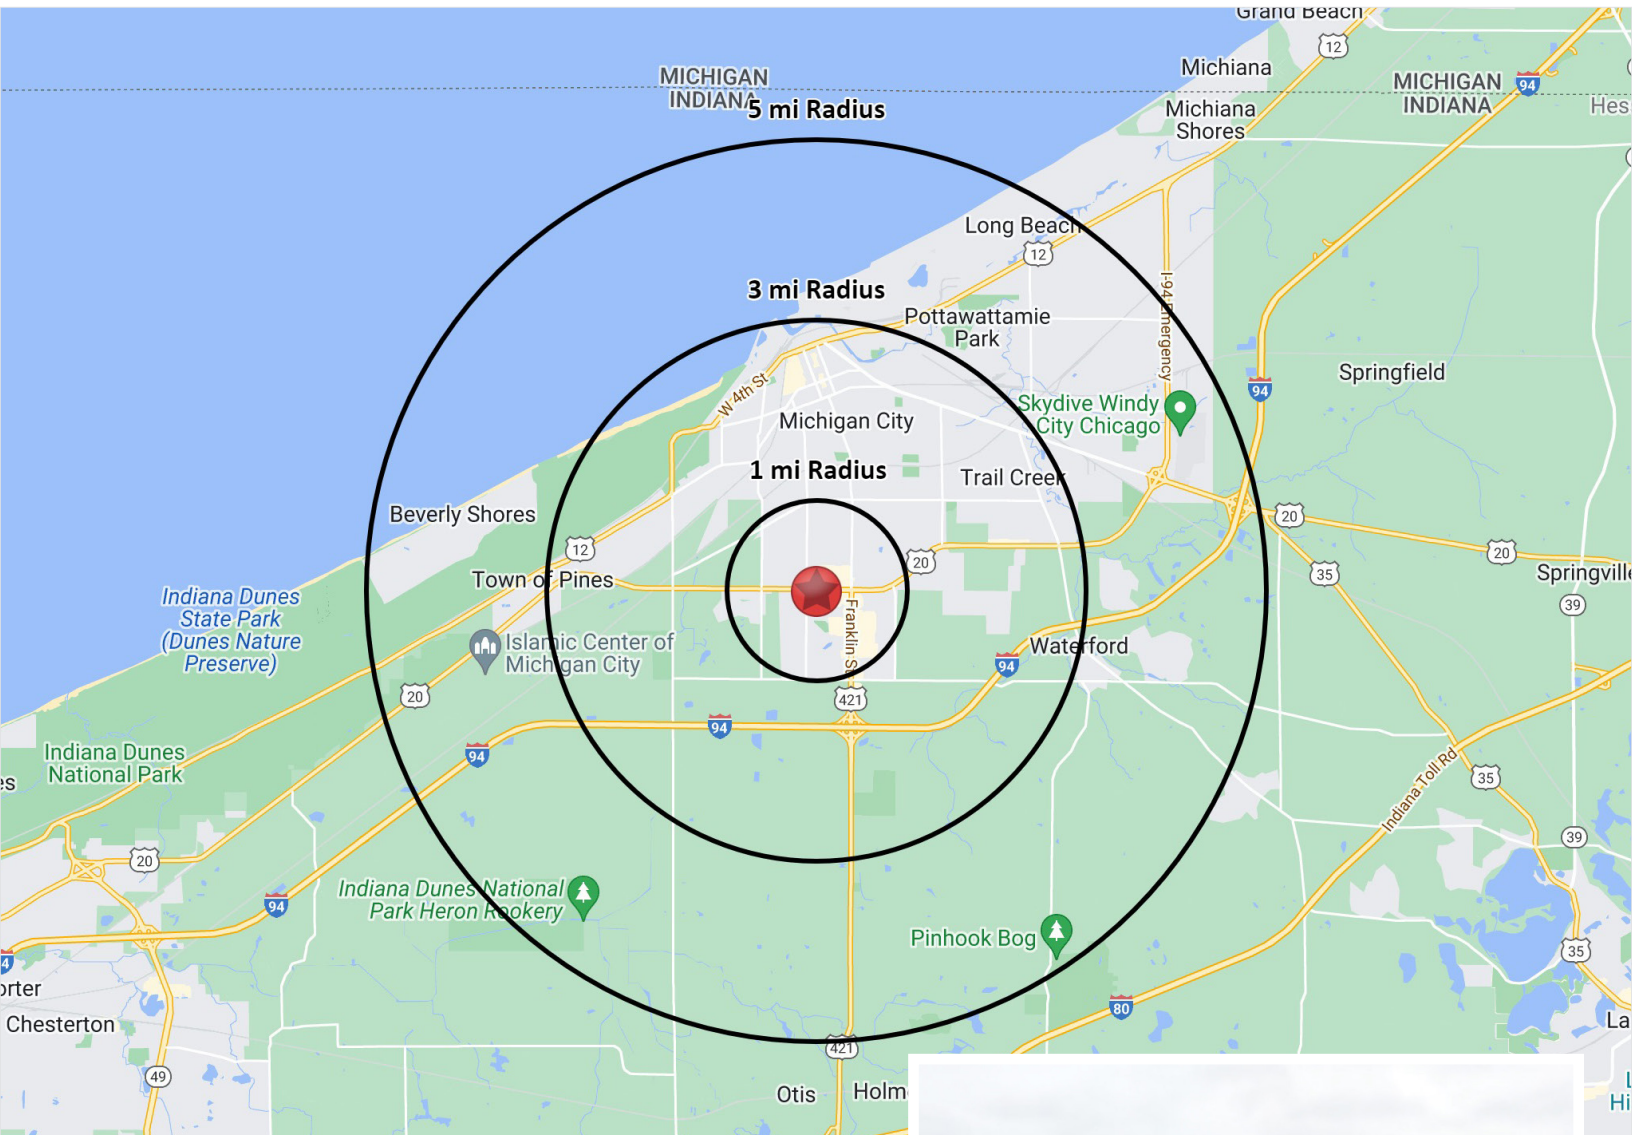 Grand Beach
12
MICHIGAN
INDIANA
Michiana
MICHIGAN
INDIANA
94
5 mi Radius
Michiana
Shores
Long Beach
12
3 mi Radius
Pottawattamie
Park
I-94 Emergency
W 4th St
Springfield
94
Michigan City
Skydive Windy
City Chicago
1 mi Radius
Trail Creek
Beverly Shores
12
20
20
20
Town of Pines
35
Springville
39
Indiana Dunes
State Park
(Dunes Nature
Preserve)
Franklin St
Islamic Center of
Michigan City
Waterford
94
20
421
94
94
Indiana Dunes
National Park
Indiana Toll Rd
35
39
20
Indiana Dunes National
Park Heron Rookery
94
Pinhook Bog
35
80
Chesterton
421
49
Otis